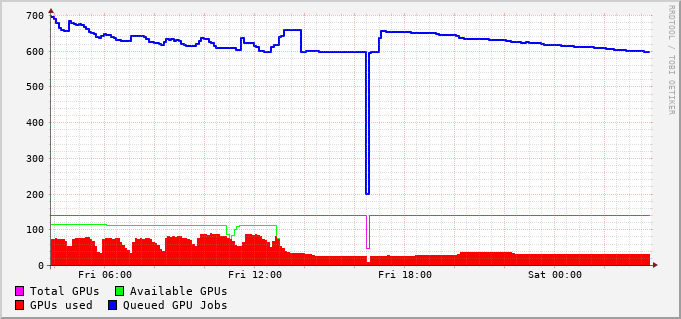 700
600
500
400
300
200
100
0
Fri 06:00 Fri 12:00 Fri 18:00 Sat 00:00
Total GPUs Available GPUs
GPUs used Queued GPU Jobs
RRDTOOL / TOBI OETIKER